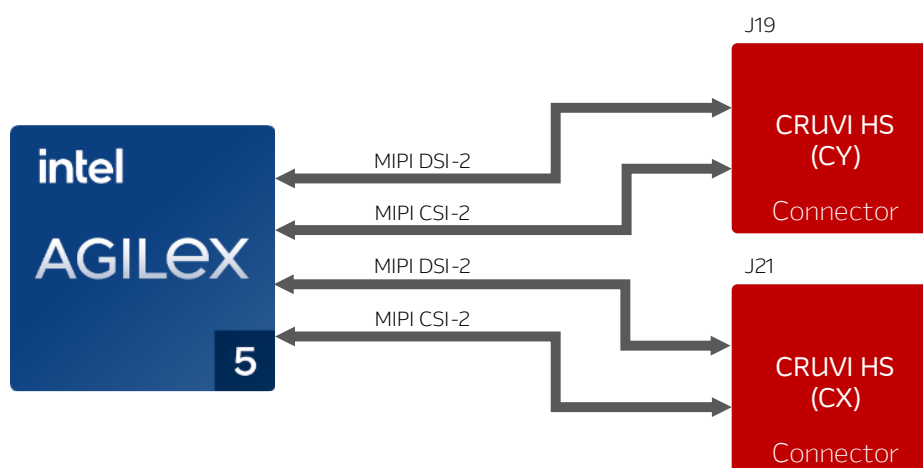 J19
CRUVI HS
(CY)
Connector
intel
AGILEX
5
MIPI DSI-2
MIPI CSI-2
MIPI DSI-2
MIPI CSI-2
J21
CRUVI HS
(CX)
Connector